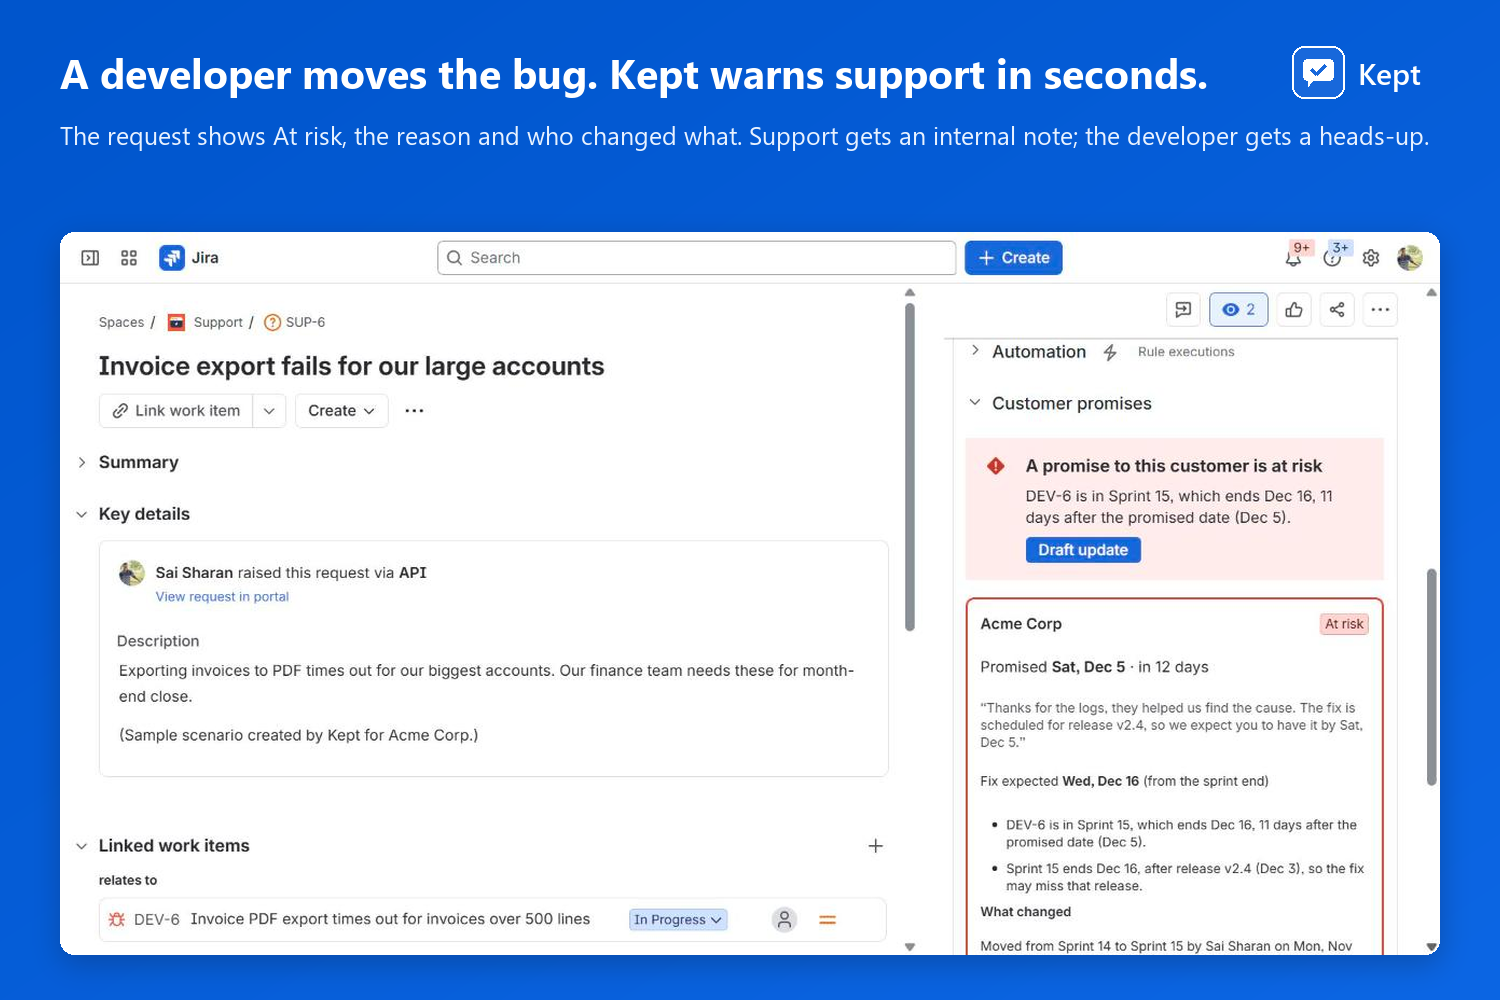 A developer moves the bug. Kept warns support in seconds.
Kept
The request shows At risk, the reason and who changed what. Support gets an internal note; the developer gets a heads-up.
Jira
Search
Create
9+
3+
Spaces / Support / SUP-6
2
Invoice export fails for our large accounts
Link work item
Create
Summary
Key details
Sai Sharan raised this request via API
View request in portal
Description
Exporting invoices to PDF times out for our biggest accounts. Our finance team needs these for month-
end close.
(Sample scenario created by Kept for Acme Corp.)
Linked work items
relates to
DEV-6 Invoice PDF export times out for invoices over 500 lines In Progress
Automation Rule executions
Customer promises
A promise to this customer is at risk
DEV-6 is in Sprint 15, which ends Dec 16, 11
days after the promised date (Dec 5).
Draft update
Acme Corp At risk
Promised Sat, Dec 5 · in 12 days
“Thanks for the logs, they helped us find the cause. The fix is
scheduled for release v2.4, so we expect you to have it by Sat,
Dec 5.”
Fix expected Wed, Dec 16 (from the sprint end)
• DEV-6 is in Sprint 15, which ends Dec 16, 11 days after the
promised date (Dec 5).
• Sprint 15 ends Dec 16, after release v2.4 (Dec 3), so the fix
may miss that release.
What changed
Moved from Sprint 14 to Sprint 15 by Sai Sharan on Mon, Nov